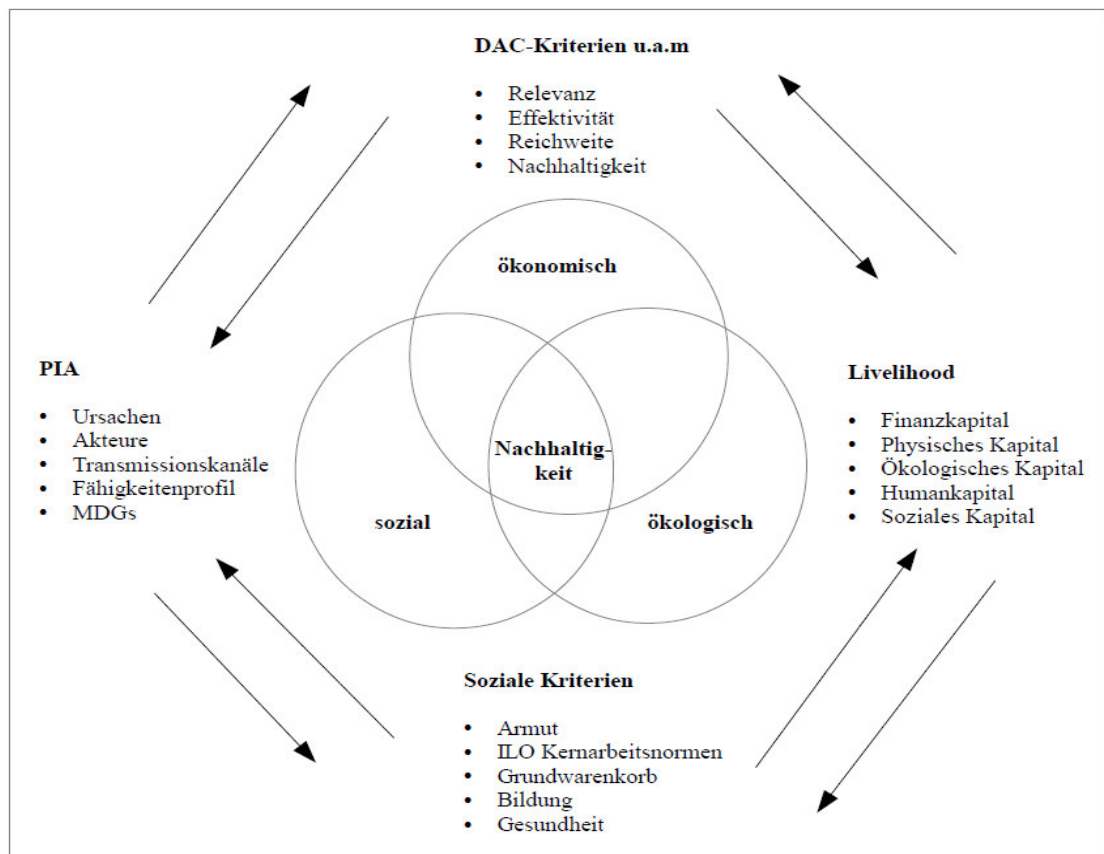 DAC-Kriterien u.a.m
• Relevanz
• Effektivität
• Reichweite
• Nachhaltigkeit
ökonomisch
PIA
• Ursachen
• Akteure
• Transmissionskanäle
• Fähigkeitenprofil
• MDGs
Nachhaltig-
keit
sozial
ökologisch
Livelihood
• Finanzkapital
• Physisches Kapital
• Ökologisches Kapital
• Humankapital
• Soziales Kapital
Soziale Kriterien
• Armut
• ILO Kernarbeitsnormen
• Grundwarenkorb
• Bildung
• Gesundheit